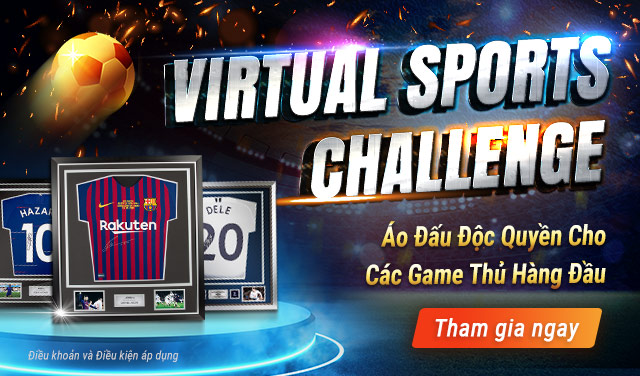 VIRTUAL SPORTS
CHALLENGE
Áo Đấu Độc Quyền Cho
Các Game Thủ Hàng Đầu
Tham gia ngay
HAZAR
10
Rakuten
DELE
20
Điều khoản và Điều kiện áp dụng